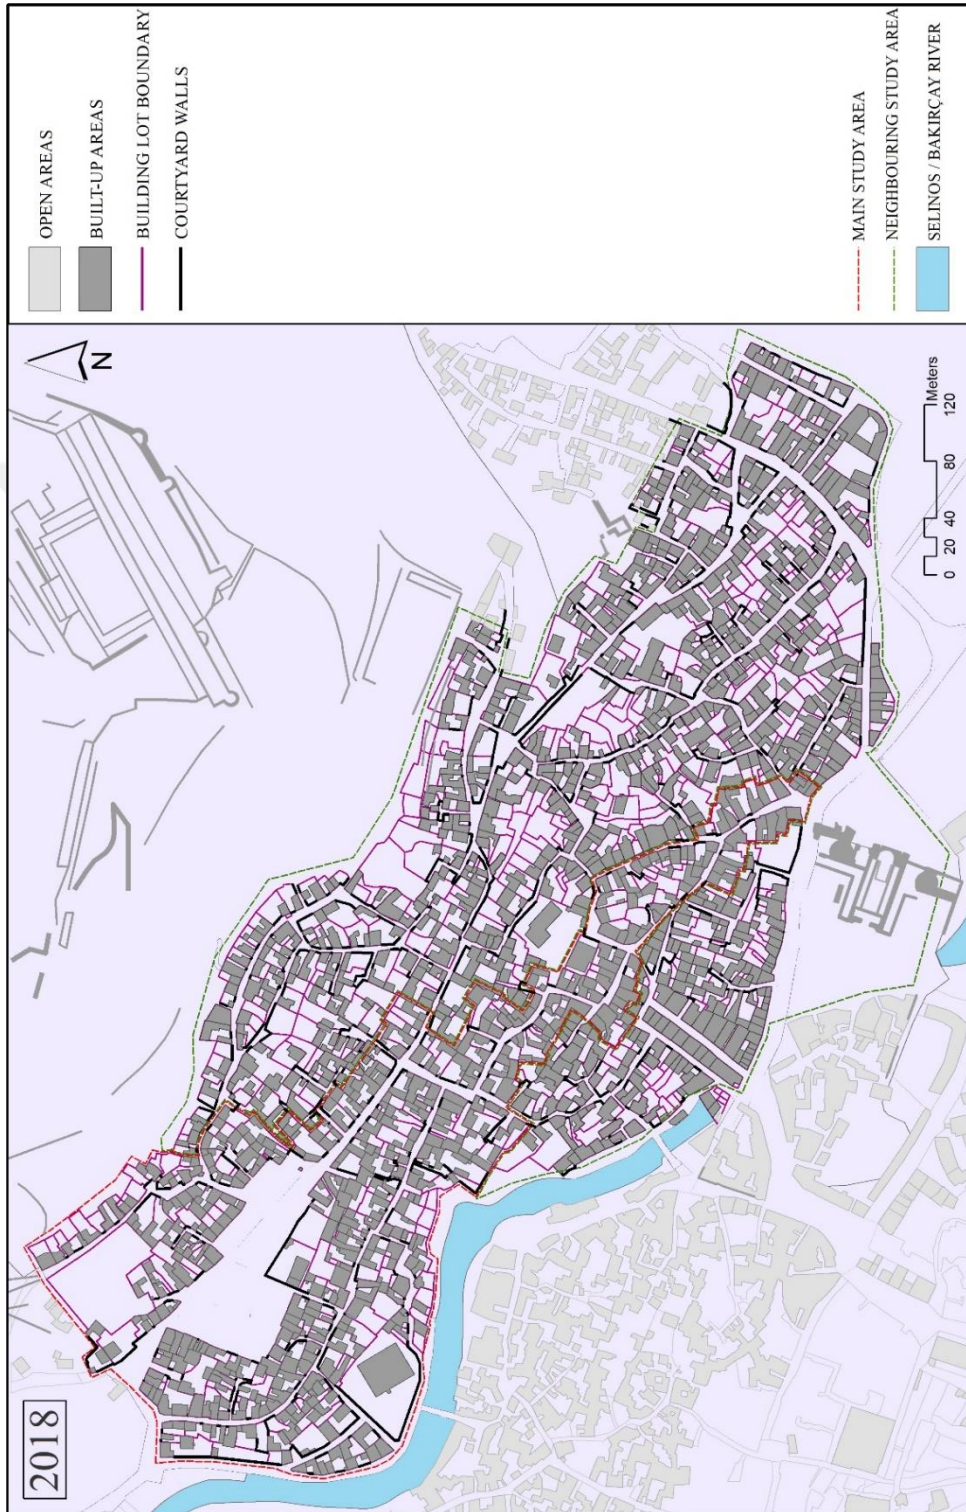 2018
N
0 20 40 80 120
Meters
OPEN AREAS
BUILT-UP AREAS
BUILDING LOT BOUNDARY
COURTYARD WALLS
MAIN STUDY AREA
NEIGHBOURING STUDY AREA
SELINOS / BAKIRÇAY RIVER